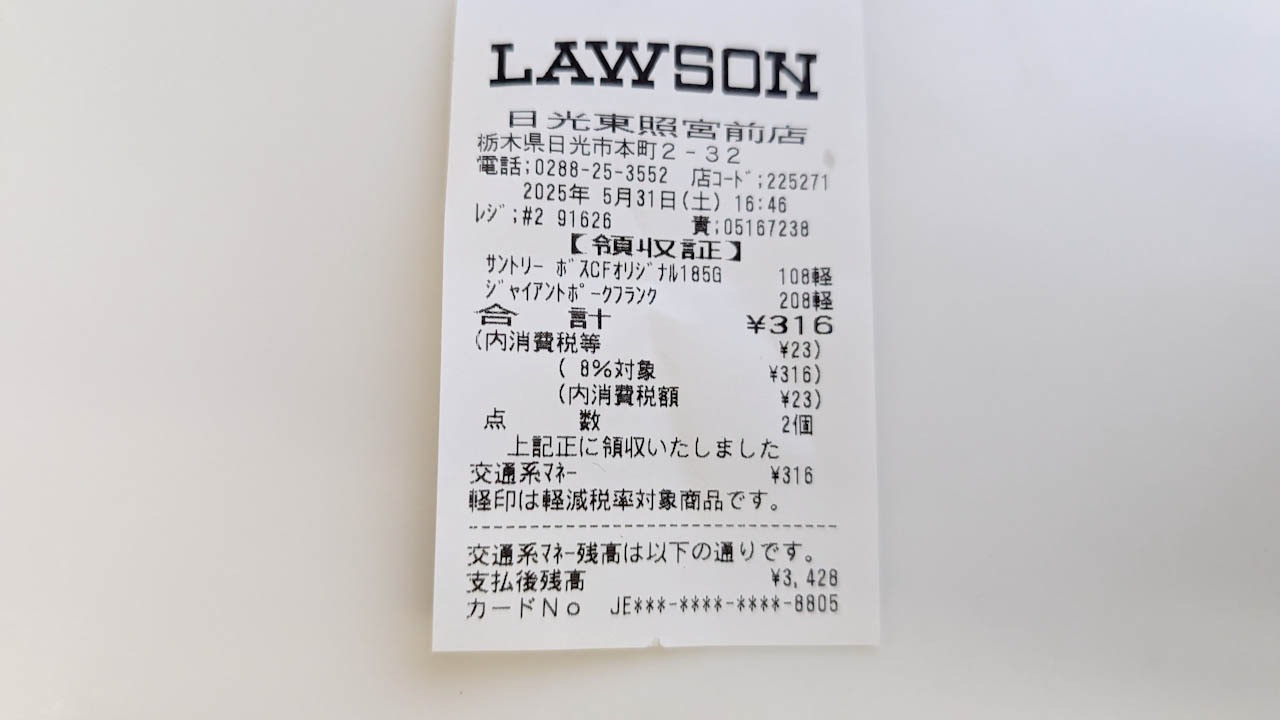 LAWSON
日光東照宮前店
栃木県日光市本町2-32
電話;0288-25-3552 店ｺｰﾄﾞ;225271
2025年 5月31日(土) 16:46
ﾚｼﾞ;#2 91626 責;05167238
【領収証】
ｻﾝﾄﾘｰ ﾎﾞｽCFｵﾘｼﾞﾅﾙ185G 108軽
ｼﾞｬｲｱﾝﾄﾎﾟｰｸﾌﾗﾝｸ 208軽
合 計 ¥316
(内消費税等 ¥23)
( 8%対象 ¥316)
(内消費税額 ¥23)
点 数 2個
上記正に領収いたしました
交通系ﾏﾈｰ ¥316
軽印は軽減税率対象商品です。
交通系ﾏﾈｰ残高は以下の通りです。
支払後残高 ¥3,428
カードNo JE***-****-****-8805